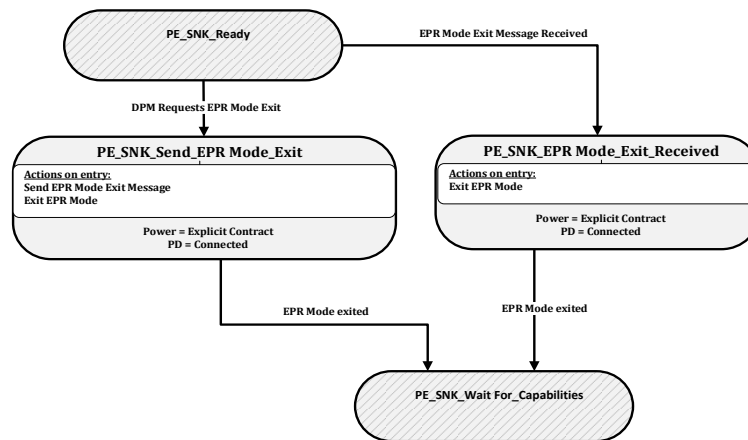 PE_SNK_Ready
EPR Mode Exit Message Received
DPM Requests EPR Mode Exit
PE_SNK_Send_EPR Mode_Exit
Actions on entry:
Send EPR Mode Exit Message
Exit EPR Mode
Power = Explicit Contract
PD = Connected
PE_SNK_EPR Mode_Exit_Received
Actions on entry:
Exit EPR Mode
Power = Explicit Contract
PD = Connected
EPR Mode exited
EPR Mode exited
PE_SNK_Wait For_Capabilities